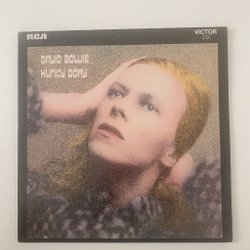 RCA
VICTOR
DAVID BOWIE
HUNKY DORY